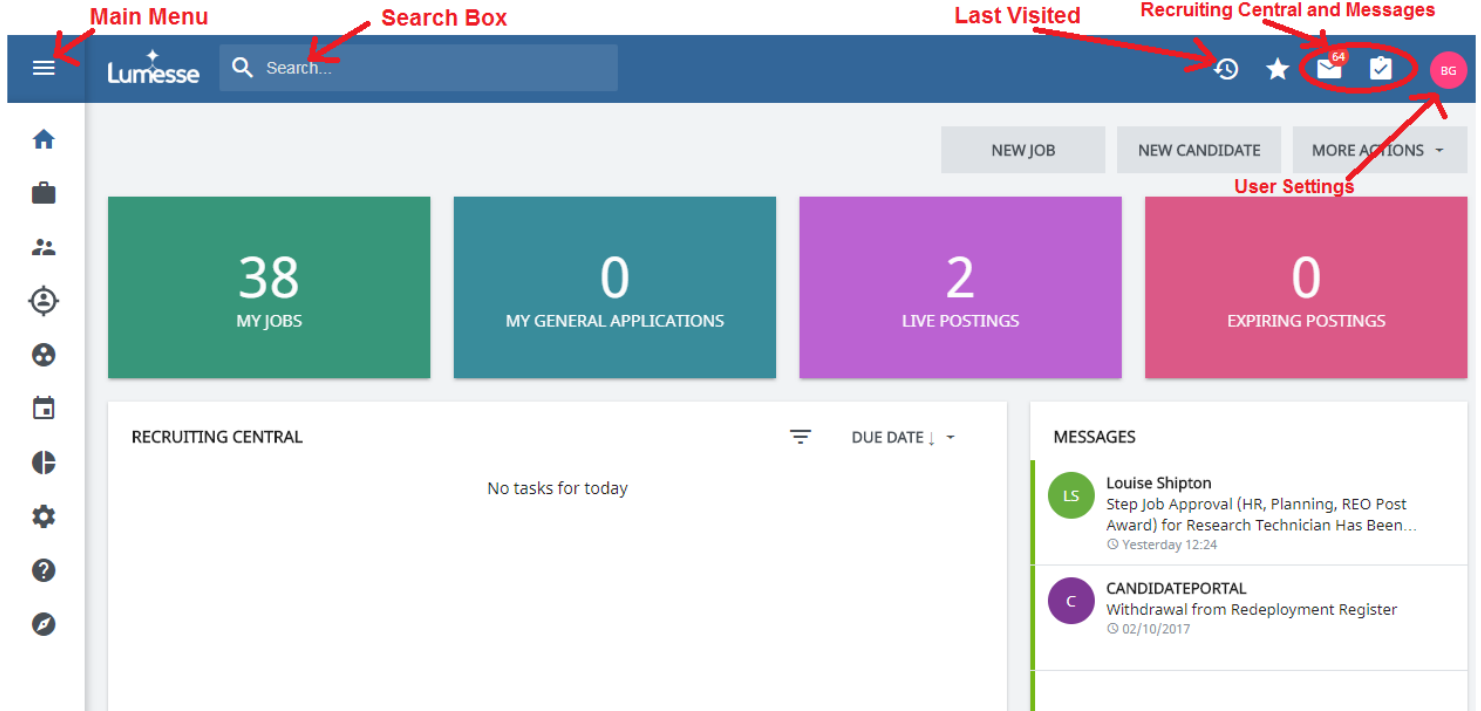 Main Menu
Search Box
Last Visited
Recruiting Central and Messages
Lumesse
Search...
64
BG
NEW JOB
NEW CANDIDATE
MORE ACTIONS
User Settings
38
MY JOBS
0
MY GENERAL APPLICATIONS
2
LIVE POSTINGS
0
EXPIRING POSTINGS
RECRUITING CENTRAL
DUE DATE ↓
No tasks for today
MESSAGES
LS
Louise Shipton
Step Job Approval (HR, Planning, REO Post
Award) for Research Technician Has Been...
Yesterday 12:24
C
CANDIDATEPORTAL
Withdrawal from Redeployment Register
02/10/2017